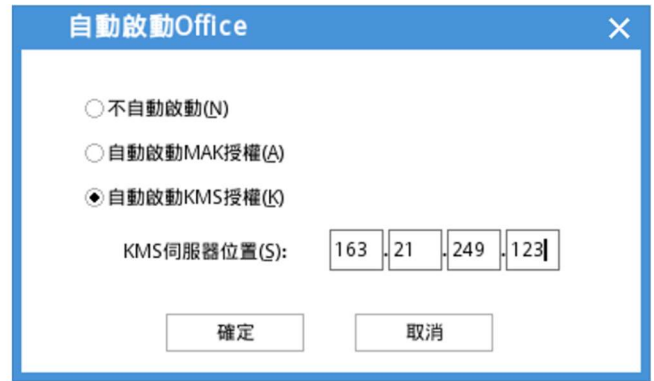 自動啟動Office
不自動啟動(N)
自動啟動MAK授權(A)
自動啟動KMS授權(K)
KMS伺服器位置(S): 163.21.249.123
確定 取消